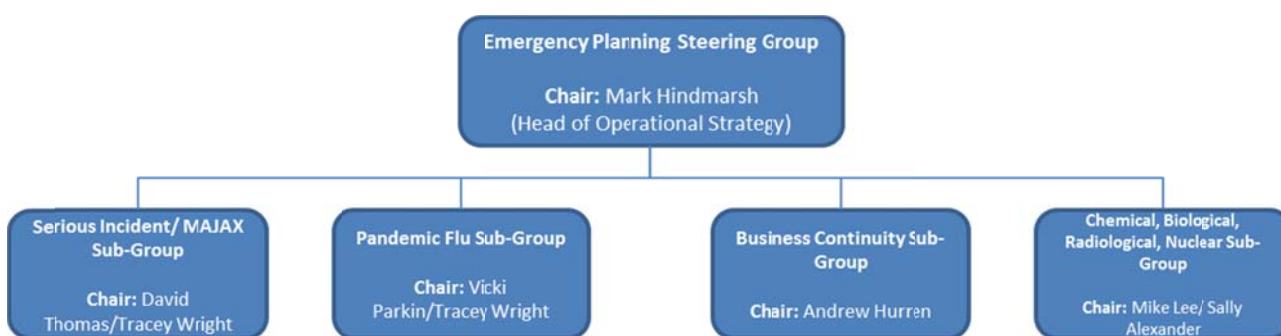 Emergency Planning Steering Group
Chair: Mark Hindmarsh
(Head of Operational Strategy)
Serious Incident/ MAJAX
Sub-Group
Chair: David
Thomas/Tracey Wright
Pandemic Flu Sub-Group
Chair: Vicki
Parkin/Tracey Wright
Business Continuity Sub-
Group
Chair: Andrew Hurren
Chemical, Biological,
Radiological, Nuclear Sub-
Group
Chair: Mike Lee/ Sally
Alexander